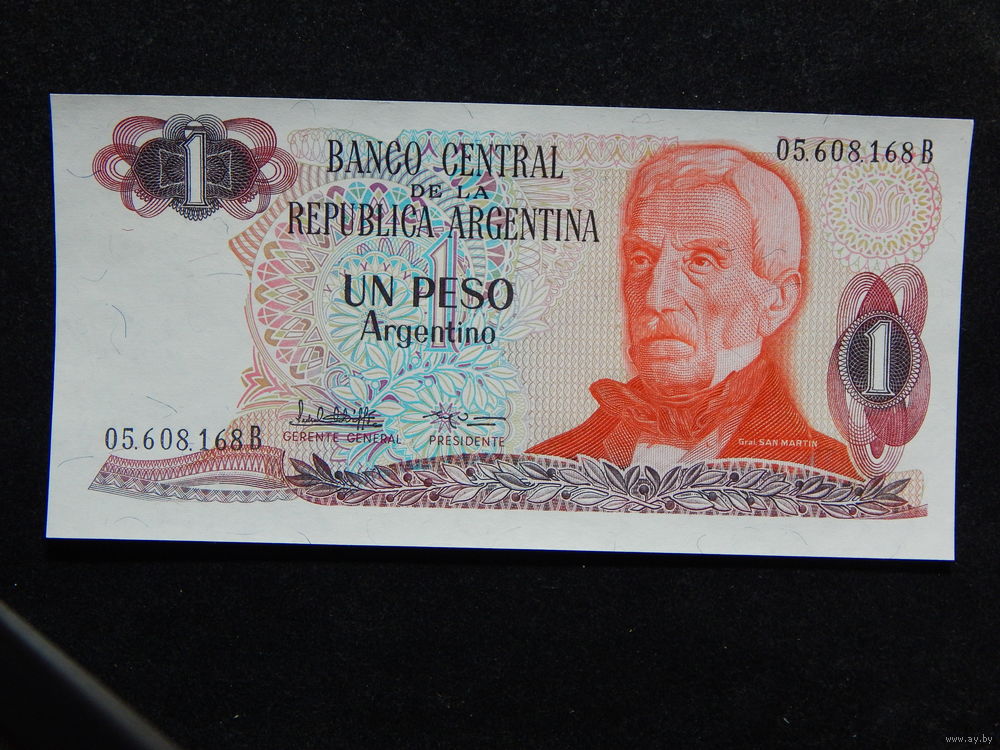 1
BANCO CENTRAL
DE LA
REPUBLICA ARGENTINA
05.608.168 B
1
UN PESO
Argentino
1
05.608.168 B
GERENTE GENERAL
PRESIDENTE
Gral. SAN MARTIN
www.ay.by